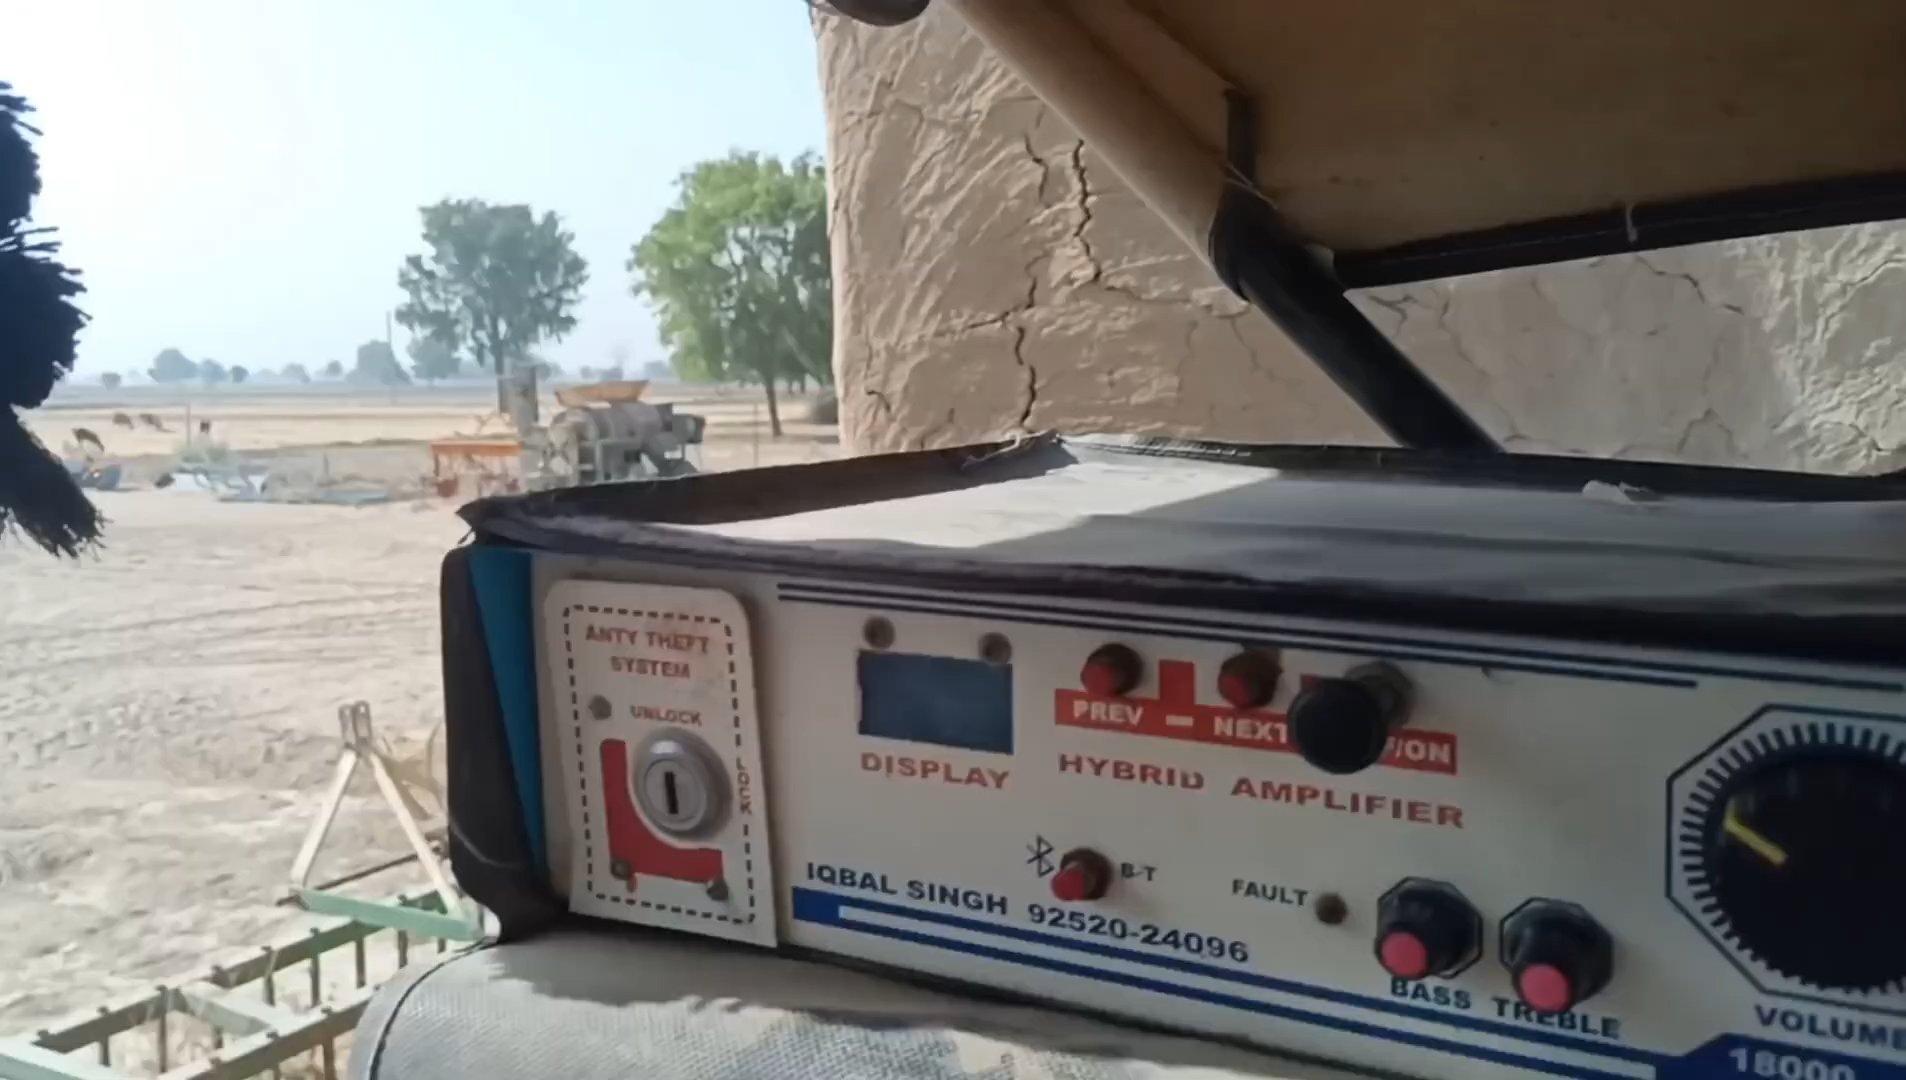 ANTY THEFT
SYSTEM
UNLOCK
LOCK
DISPLAY
PREV - NEXT
/ON
HYBRID AMPLIFIER
B-T
IQBAL SINGH 92520-24096
FAULT
BASS TREBLE
VOLUME
18000